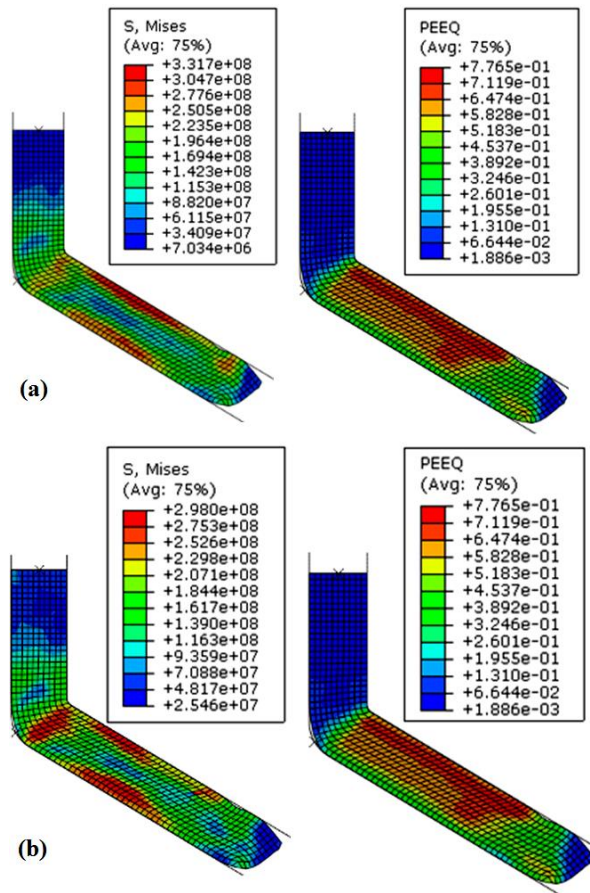 S, Mises
(Avg: 75%)
+3.317e+08
+3.047e+08
+2.776e+08
+2.505e+08
+2.235e+08
+1.964e+08
+1.694e+08
+1.423e+08
+1.153e+08
+8.820e+07
+6.115e+07
+3.409e+07
+7.034e+06
PEEQ
(Avg: 75%)
+7.765e-01
+7.119e-01
+6.474e-01
+5.828e-01
+5.183e-01
+4.537e-01
+3.892e-01
+3.246e-01
+2.601e-01
+1.955e-01
+1.310e-01
+6.644e-02
+1.886e-03
(a)
S, Mises
(Avg: 75%)
+2.980e+08
+2.753e+08
+2.526e+08
+2.298e+08
+2.071e+08
+1.844e+08
+1.617e+08
+1.390e+08
+1.163e+08
+9.359e+07
+7.088e+07
+4.817e+07
+2.546e+07
PEEQ
(Avg: 75%)
+7.765e-01
+7.119e-01
+6.474e-01
+5.828e-01
+5.183e-01
+4.537e-01
+3.892e-01
+3.246e-01
+2.601e-01
+1.955e-01
+1.310e-01
+6.644e-02
+1.886e-03
(b)